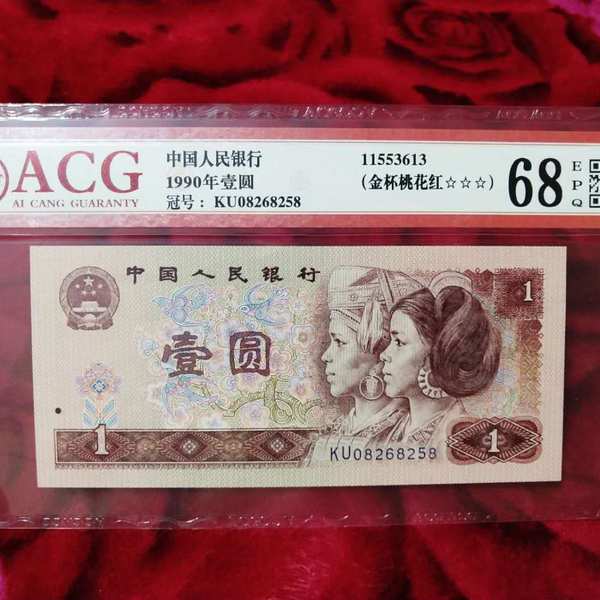 ACG
AI CANG GUARANTY
中国人民银行
1990年壹圆
冠号：KU08268258
11553613
(金杯桃花红☆☆☆)
68
E
P
Q
中国人民银行
1
壹圆
1
KU08268258
1